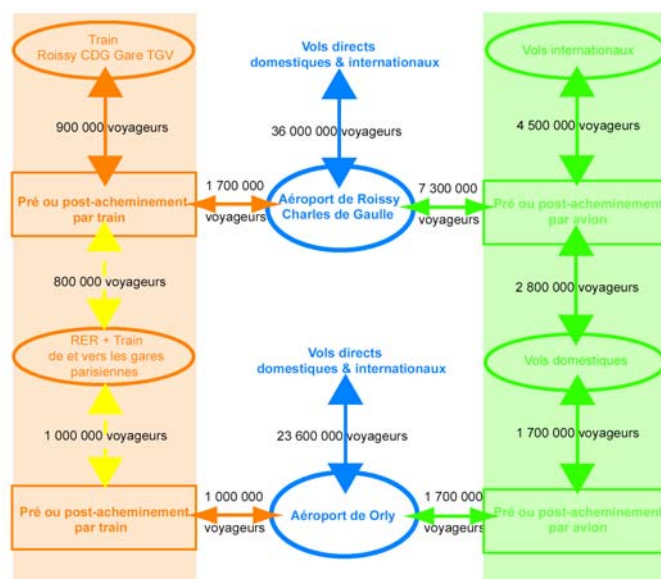 Train
Roissy CDG Gare TGV
Vols directs
domestiques & internationaux
Vols internationaux
900 000 voyageurs
36 000 000 voyageurs
4 500 000 voyageurs
Pré ou post-acheminement
par train
1 700 000
voyageurs
Aéroport de Roissy
Charles de Gaulle
7 300 000
voyageurs
Pré ou post-acheminement
par avion
800 000 voyageurs
2 800 000 voyageurs
RER + Train
de et vers les gares
parisiennes
Vols directs
domestiques & internationaux
Vols domestiques
1 000 000 voyageurs
23 600 000 voyageurs
1 700 000 voyageurs
Pré ou post-acheminement
par train
1 000 000
voyageurs
Aéroport de Orly
1 700 000
voyageurs
Pré ou post-acheminement
par avion